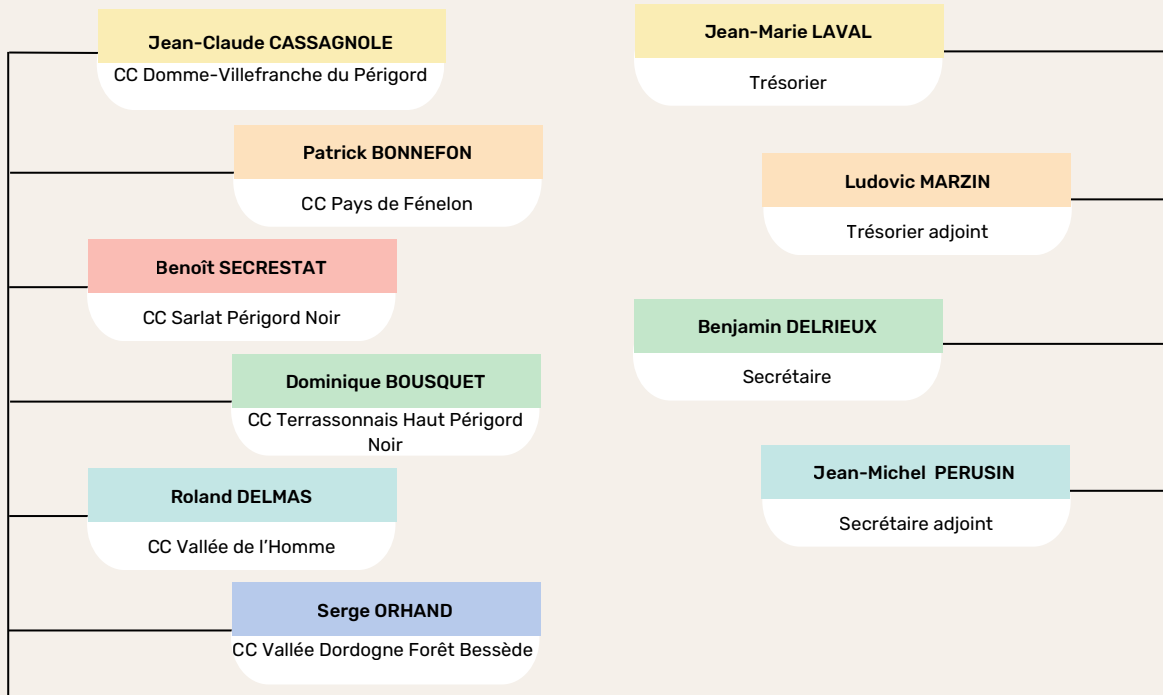 Jean-Claude CASSAGNOLE
CC Domme-Villefranche du Périgord
Patrick BONNEFON
CC Pays de Fénelon
Benoît SECRESTAT
CC Sarlat Périgord Noir
Dominique BOUSQUET
CC Terrassonnais Haut Périgord
Noir
Roland DELMAS
CC Vallée de l'Homme
Serge ORHAND
CC Vallée Dordogne Forêt Bessède
Jean-Marie LAVAL
Trésorier
Ludovic MARZIN
Trésorier adjoint
Benjamin DELRIEUX
Secrétaire
Jean-Michel PERUSIN
Secrétaire adjoint